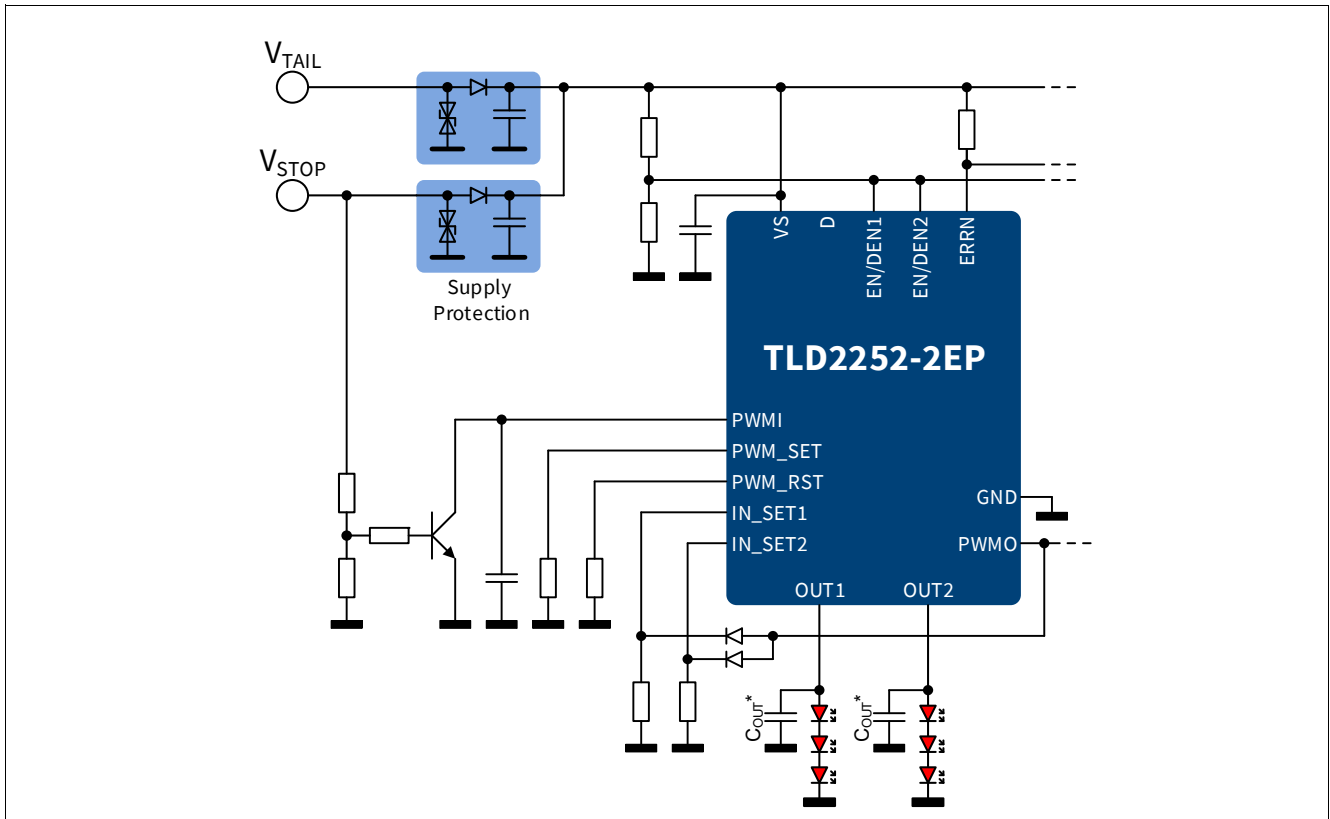 VTAIL
VSTOP
Supply
Protection
VS
D
EN/DEN1
EN/DEN2
ERRN
TLD2252-2EP
PWMI
PWM_SET
PWM_RST
IN_SET1
IN_SET2
GND
PWMO
OUT1
OUT2
COUT*
COUT*